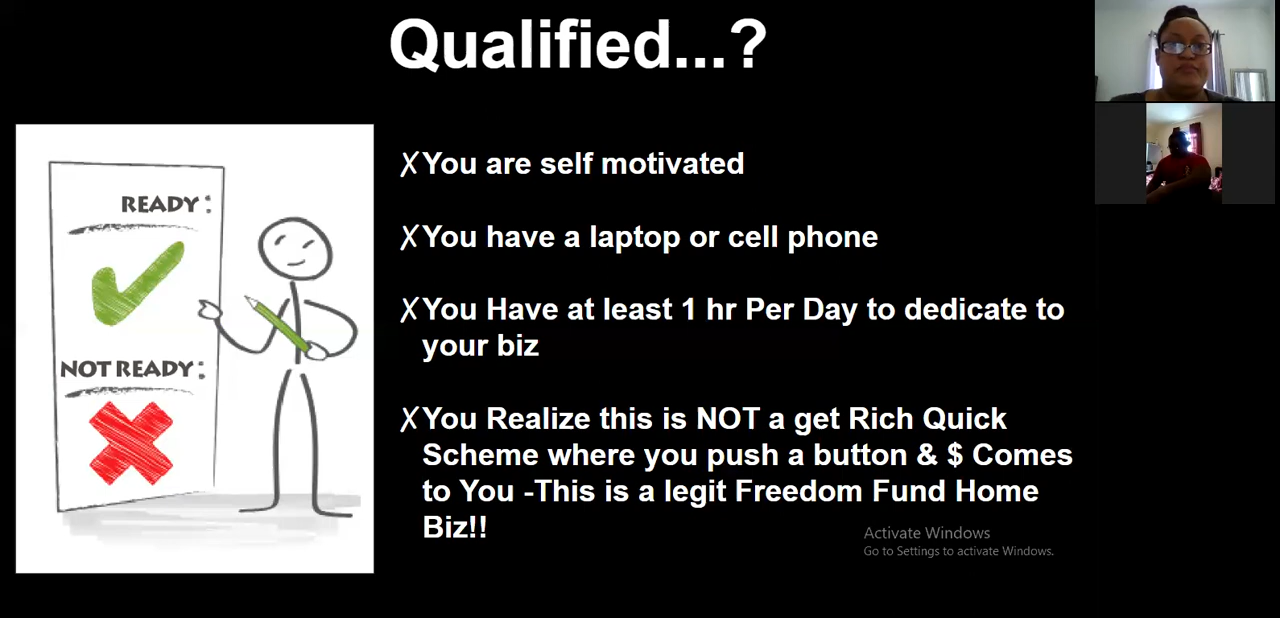 Qualified...?
READY:
NOT READY:
✗You are self motivated
✗You have a laptop or cell phone
✗You Have at least 1 hr Per Day to dedicate to
your biz
✗You Realize this is NOT a get Rich Quick
Scheme where you push a button & $ Comes
to You -This is a legit Freedom Fund Home
Biz!!
Activate Windows
Go to Settings to activate Windows.